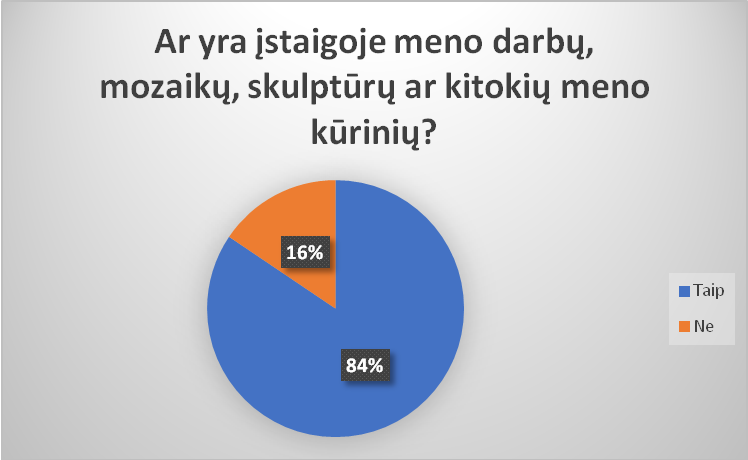 Ar yra įstaigoje meno darbų,
mozaikų, skulptūrų ar kitokių meno
kūrinių?
16%
84%
Taip
Ne